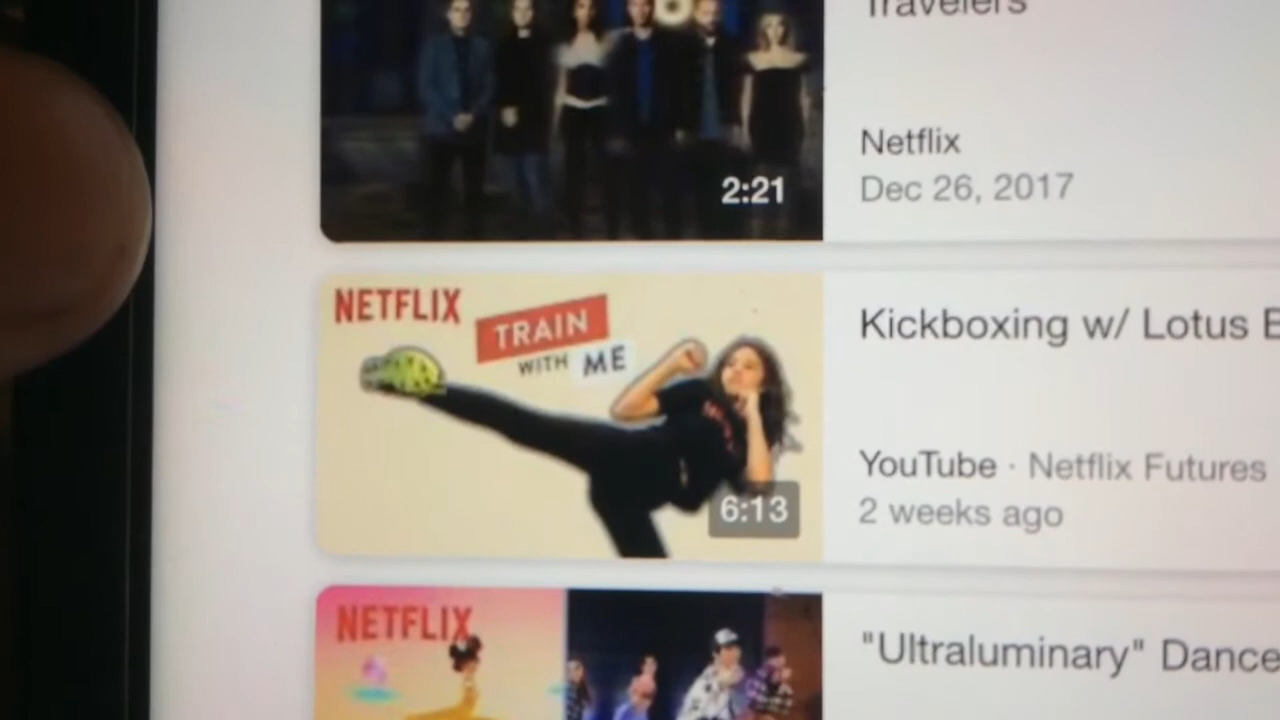 Travelers
Netflix
Dec 26, 2017
2:21
NETFLIX
TRAIN
WITH ME
6:13
Kickboxing w/ Lotus
YouTube · Netflix Futures
2 weeks ago
NETFLIX
"Ultraluminary" Dance